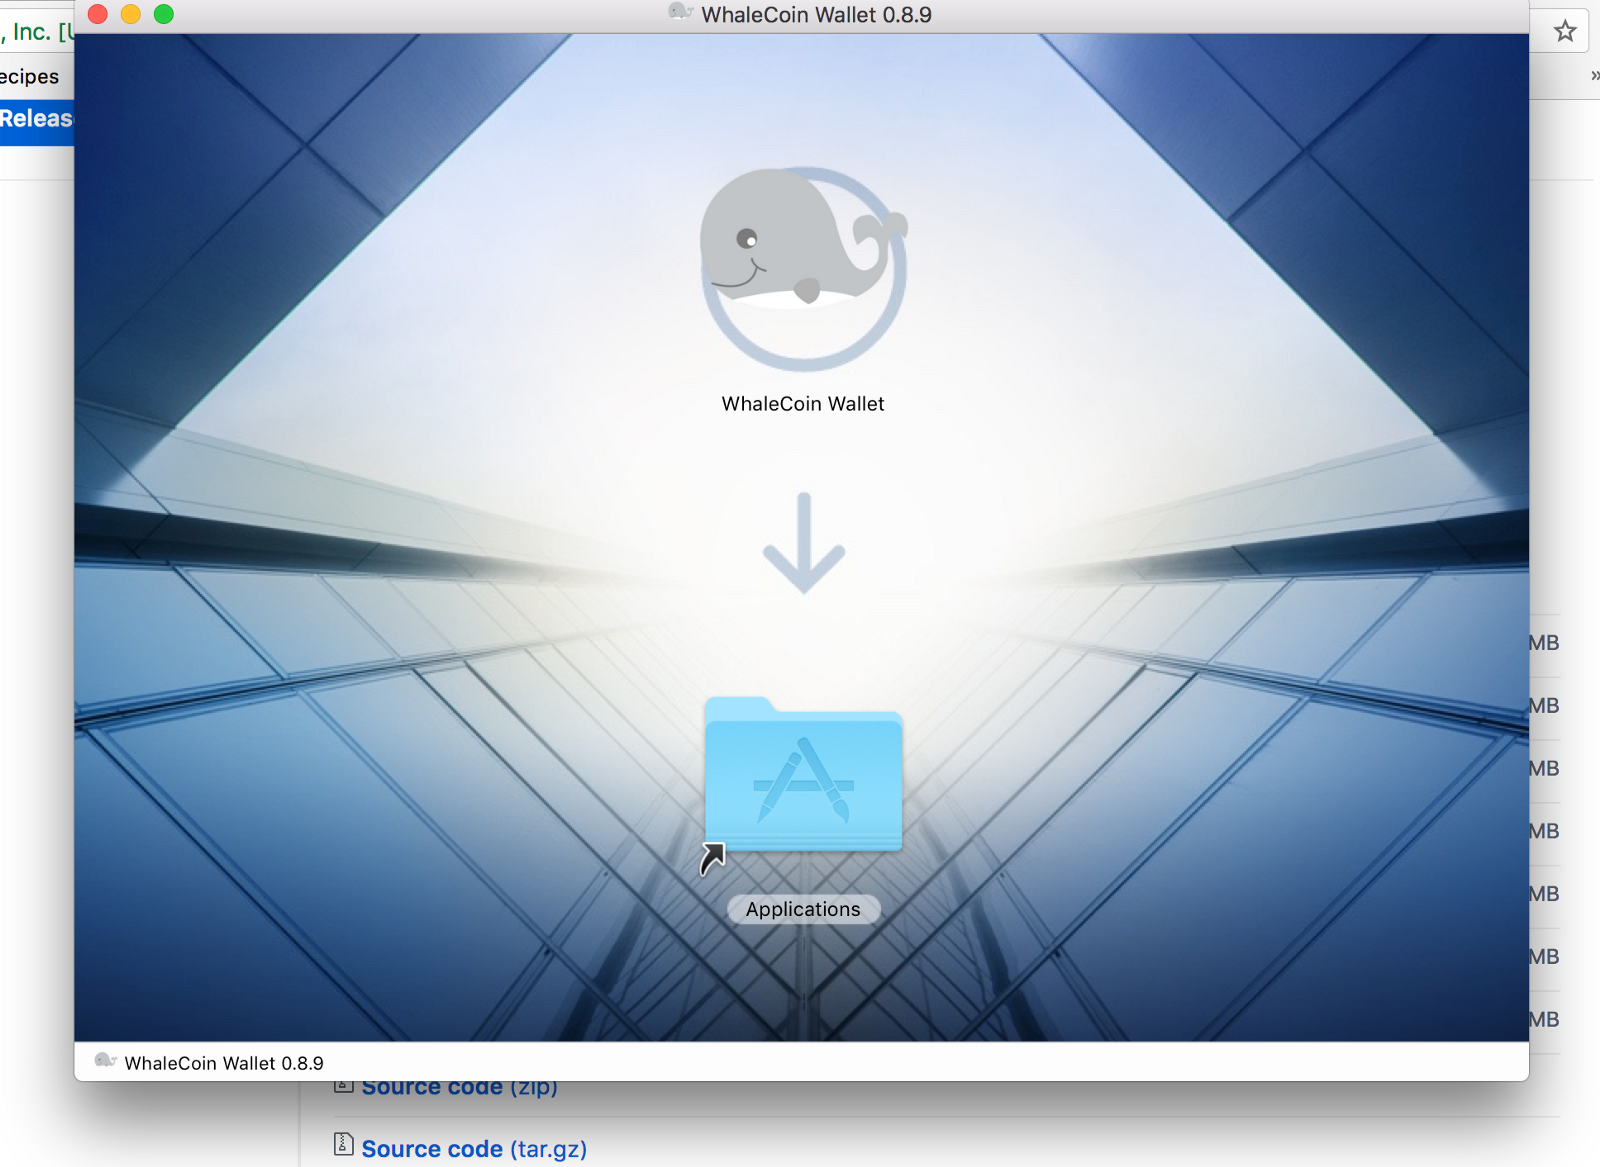 WhaleCoin Wallet 0.8.9
, Inc. [U
ecipes
»
Releas
WhaleCoin Wallet
MB
MB
MB
MB
Applications
MB
MB
MB
WhaleCoin Wallet 0.8.9
Source code (zip)
Source code (tar.gz)